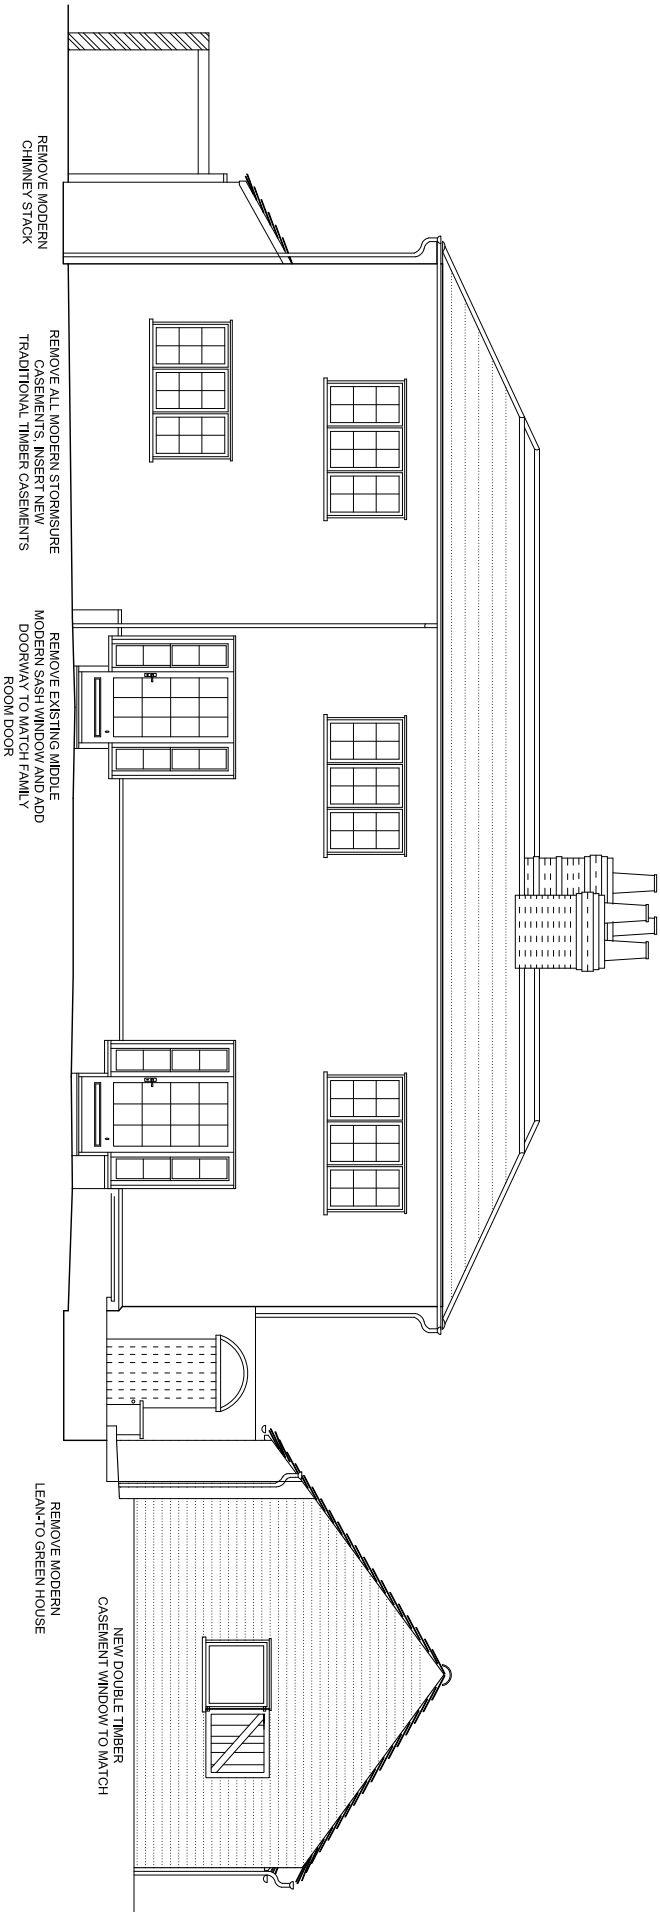 REMOVE MODERN
CHIMNEY STACK
REMOVE ALL MODERN STORMSURE
CASEMENTS, INSERT NEW
TRADITIONAL TIMBER CASEMENTS
REMOVE EXISTING MIDDLE
MODERN SASH WINDOW AND ADD
DOORWAY TO MATCH FAMILY
ROOM DOOR
REMOVE MODERN
LEAN-TO GREEN HOUSE
NEW DOUBLE TIMBER
CASEMENT WINDOW TO MATCH